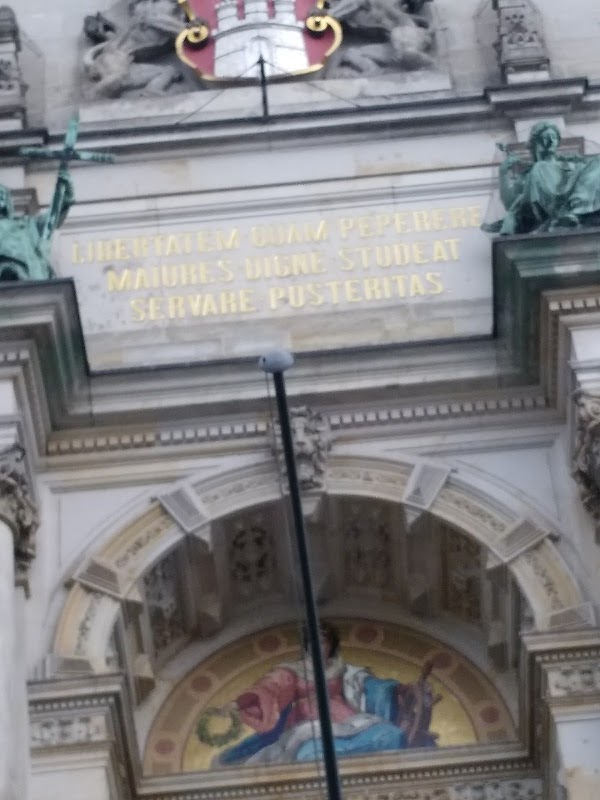 LIBERTATEM QUAM PEPERERE
MAIORES DIGNE STUDEAT
SERVARE POSTERITAS